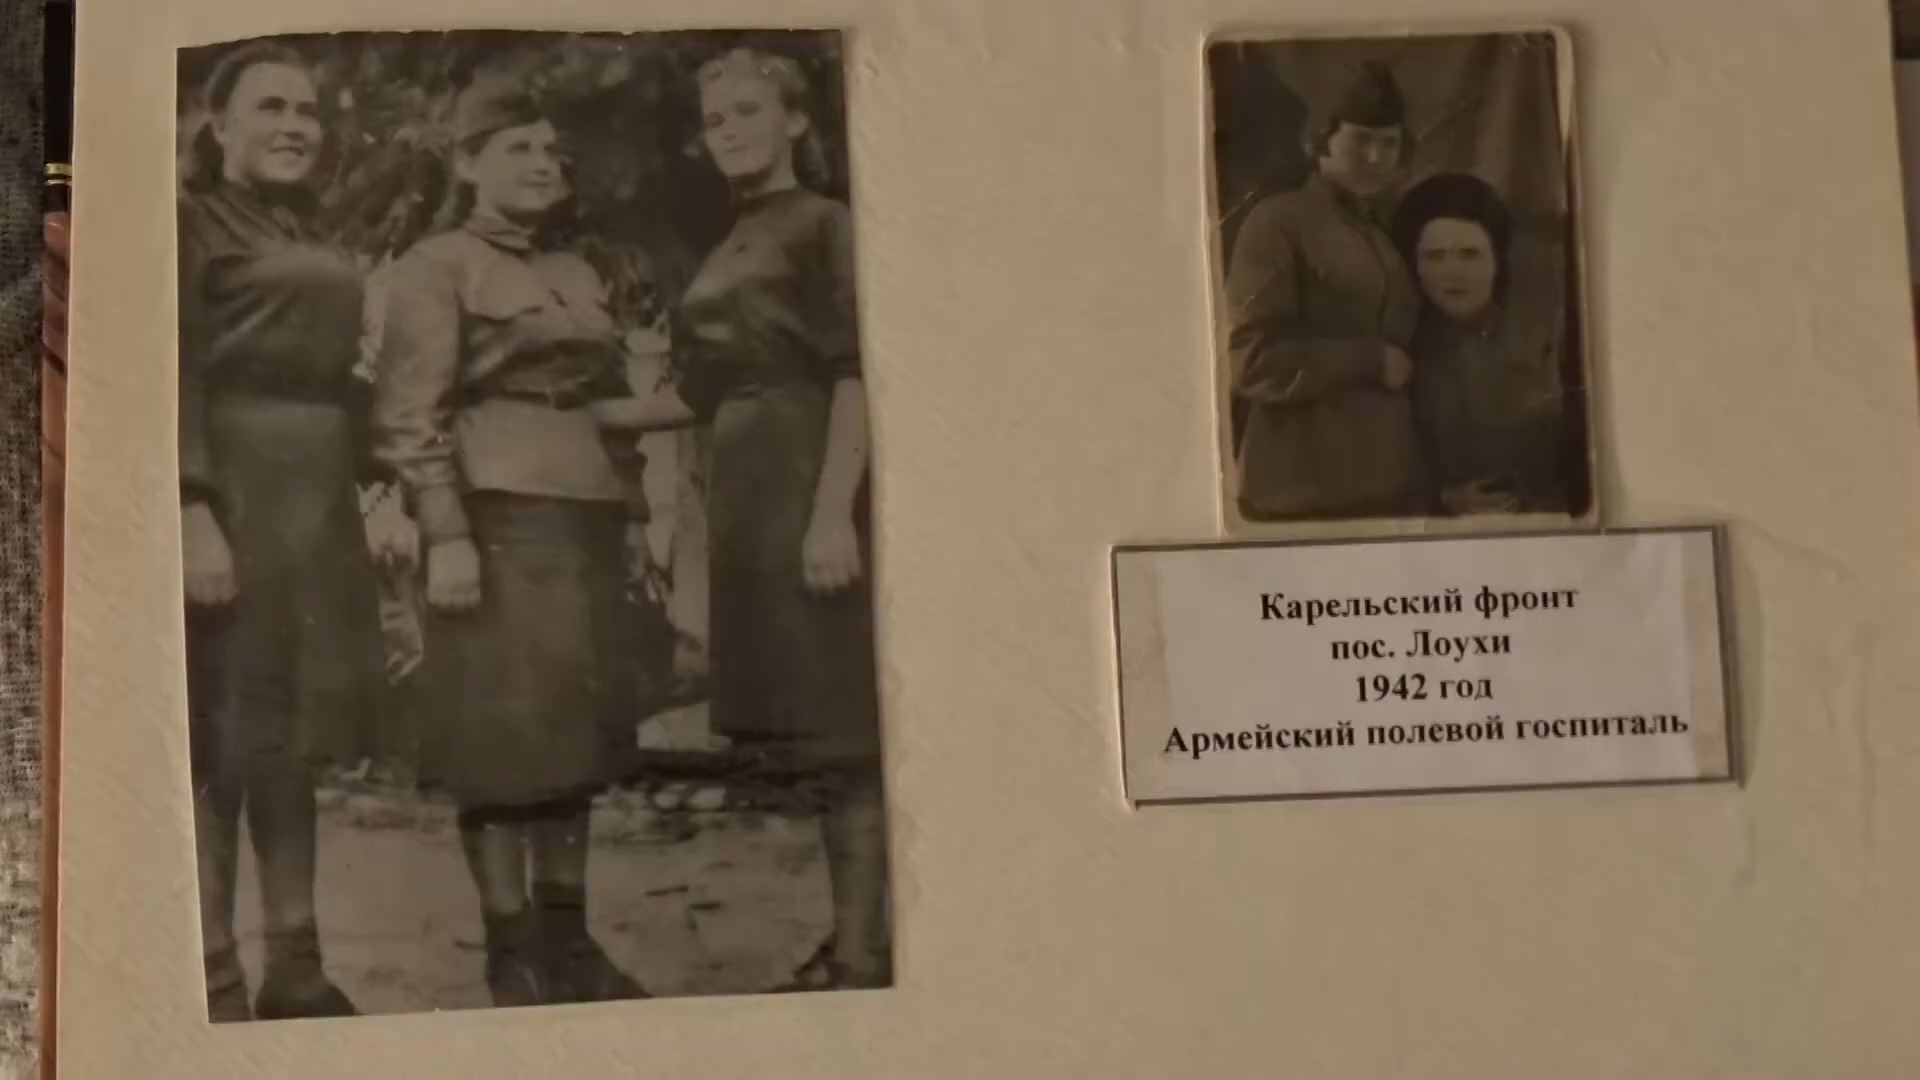 Карельский фронт
пос. Лоухи
1942 год
Армейский полевой госпиталь